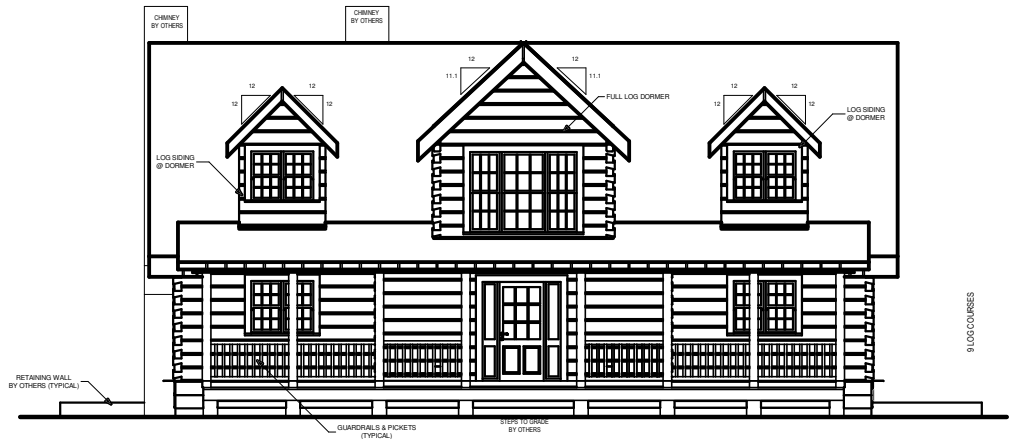 CHIMNEY
BY OTHERS
CHIMNEY
BY OTHERS
12
12
11.1
11.1
12
12
12
12
12
12
12
12
FULL LOG DORMER
LOG SIDING
@ DORMER
LOG SIDING
@ DORMER
9 LOG COURSES
RETAINING WALL
BY OTHERS (TYPICAL)
GUARDRAILS & PICKETS
(TYPICAL)
STEPS TO GRADE
BY OTHERS